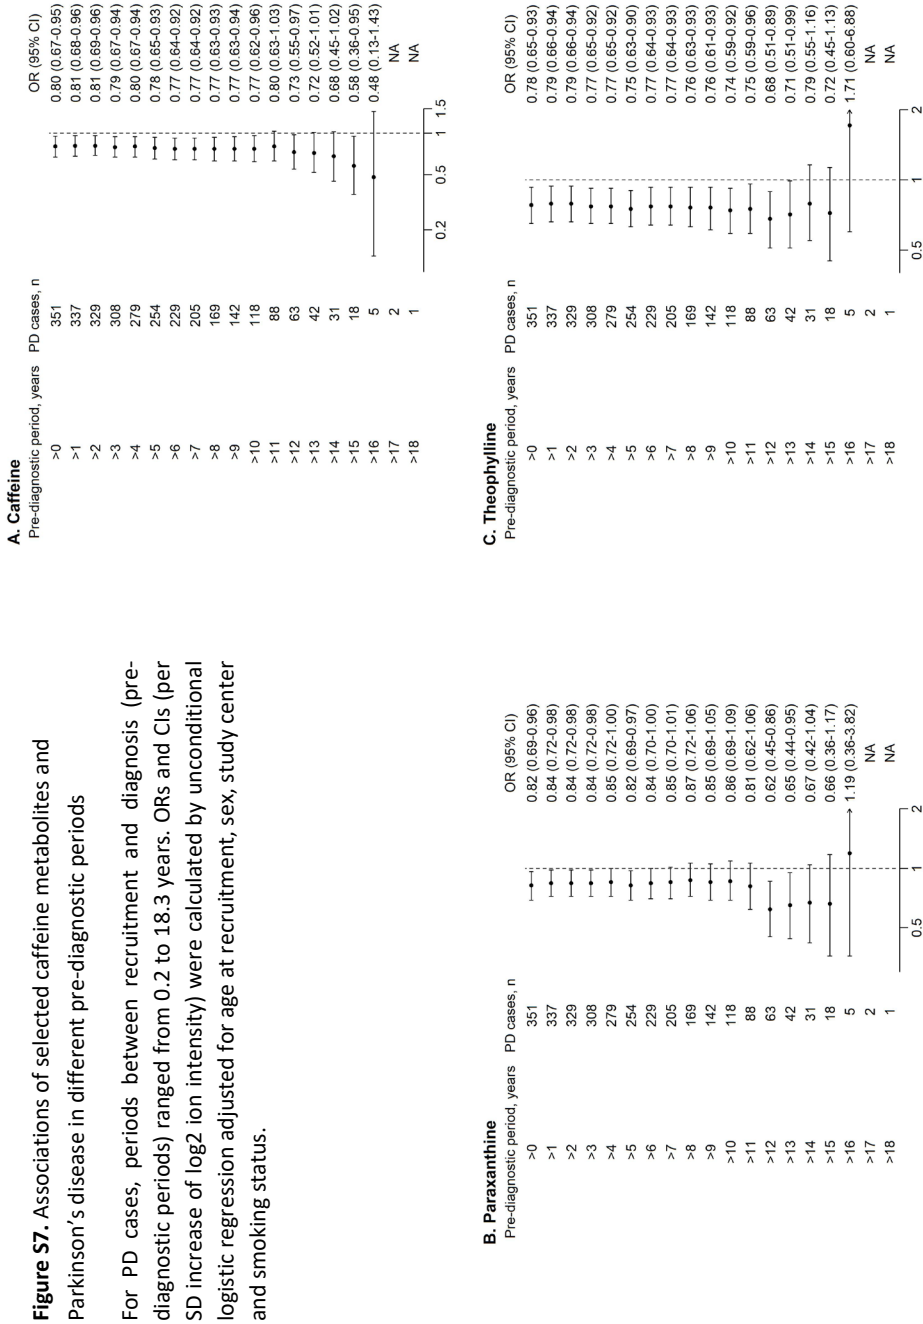 Figure S7. Associations of selected caffeine metabolites and
Parkinson's disease in different pre-diagnostic periods
For PD cases, periods between recruitment and diagnosis (pre-
diagnostic periods) ranged from 0.2 to 18.3 years. ORs and CIs (per
SD increase of log2 ion intensity) were calculated by unconditional
logistic regression adjusted for age at recruitment, sex, study center
and smoking status.
A. Caffeine
Pre-diagnostic period, years PD cases, n OR (95% CI)
>0 351 0.80 (0.67-0.95)
>1 337 0.81 (0.68-0.96)
>2 329 0.81 (0.69-0.96)
>3 308 0.79 (0.67-0.94)
>4 279 0.80 (0.67-0.94)
>5 254 0.78 (0.65-0.93)
>6 229 0.77 (0.64-0.92)
>7 205 0.77 (0.64-0.92)
>8 169 0.77 (0.63-0.93)
>9 142 0.77 (0.63-0.94)
>10 118 0.77 (0.62-0.96)
>11 88 0.80 (0.63-1.03)
>12 63 0.73 (0.55-0.97)
>13 42 0.72 (0.52-1.01)
>14 31 0.68 (0.45-1.02)
>15 18 0.58 (0.36-0.95)
>16 5 0.48 (0.13-1.43)
>17 2 NA
>18 1 NA
0.2 0.5 1 1.5
B. Paraxanthine
Pre-diagnostic period, years PD cases, n OR (95% CI)
>0 351 0.82 (0.69-0.96)
>1 337 0.84 (0.72-0.98)
>2 329 0.84 (0.72-0.98)
>3 308 0.84 (0.72-0.98)
>4 279 0.85 (0.72-1.00)
>5 254 0.82 (0.69-0.97)
>6 229 0.84 (0.70-1.00)
>7 205 0.85 (0.70-1.01)
>8 169 0.87 (0.72-1.06)
>9 142 0.85 (0.69-1.05)
>10 118 0.86 (0.69-1.09)
>11 88 0.81 (0.62-1.06)
>12 63 0.62 (0.45-0.86)
>13 42 0.65 (0.44-0.95)
>14 31 0.67 (0.42-1.04)
>15 18 0.66 (0.36-1.17)
>16 5 1.19 (0.36-3.82)
>17 2 NA
>18 1 NA
0.5 1 2
C. Theophylline
Pre-diagnostic period, years PD cases, n OR (95% CI)
>0 351 0.78 (0.65-0.93)
>1 337 0.79 (0.66-0.94)
>2 329 0.79 (0.66-0.94)
>3 308 0.77 (0.65-0.92)
>4 279 0.77 (0.65-0.92)
>5 254 0.75 (0.63-0.90)
>6 229 0.77 (0.64-0.93)
>7 205 0.77 (0.64-0.93)
>8 169 0.76 (0.63-0.93)
>9 142 0.76 (0.61-0.93)
>10 118 0.74 (0.59-0.92)
>11 88 0.75 (0.59-0.96)
>12 63 0.68 (0.51-0.89)
>13 42 0.71 (0.51-0.99)
>14 31 0.79 (0.55-1.16)
>15 18 0.72 (0.45-1.13)
>16 5 1.71 (0.60-6.88)
>17 2 NA
>18 1 NA
0.5 1 2